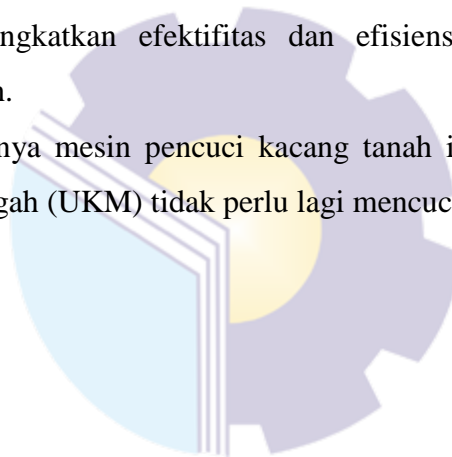 ngkatkan efektifitas dan efisiens
n.
nya mesin pencuci kacang tanah i
gah (UKM) tidak perlu lagi mencuc